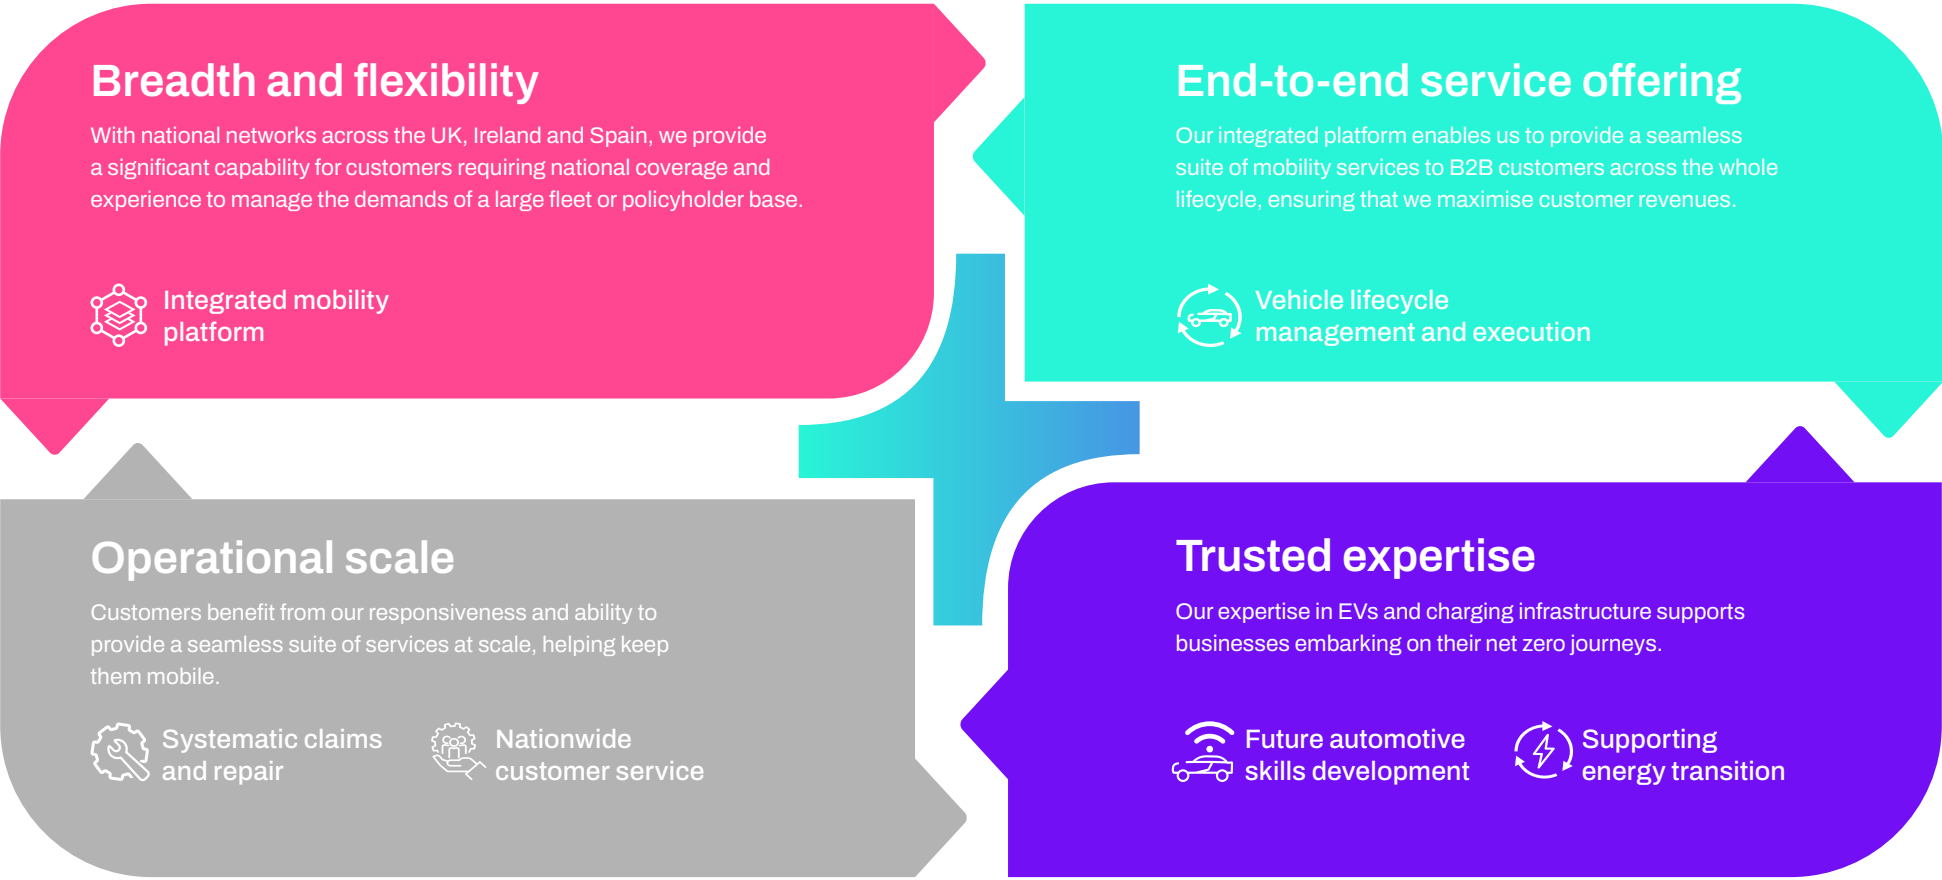 Breadth and flexibility
With national networks across the UK, Ireland and Spain, we provide
a significant capability for customers requiring national coverage and
experience to manage the demands of a large fleet or policyholder base.
Integrated mobility
platform
End-to-end service offering
Our integrated platform enables us to provide a seamless
suite of mobility services to B2B customers across the whole
lifecycle, ensuring that we maximise customer revenues.
Vehicle lifecycle
management and execution
Operational scale
Customers benefit from our responsiveness and ability to
provide a seamless suite of services at scale, helping keep
them mobile.
Systematic claims
and repair
Nationwide
customer service
Trusted expertise
Our expertise in EVs and charging infrastructure supports
businesses embarking on their net zero journeys.
Future automotive
skills development
Supporting
energy transition